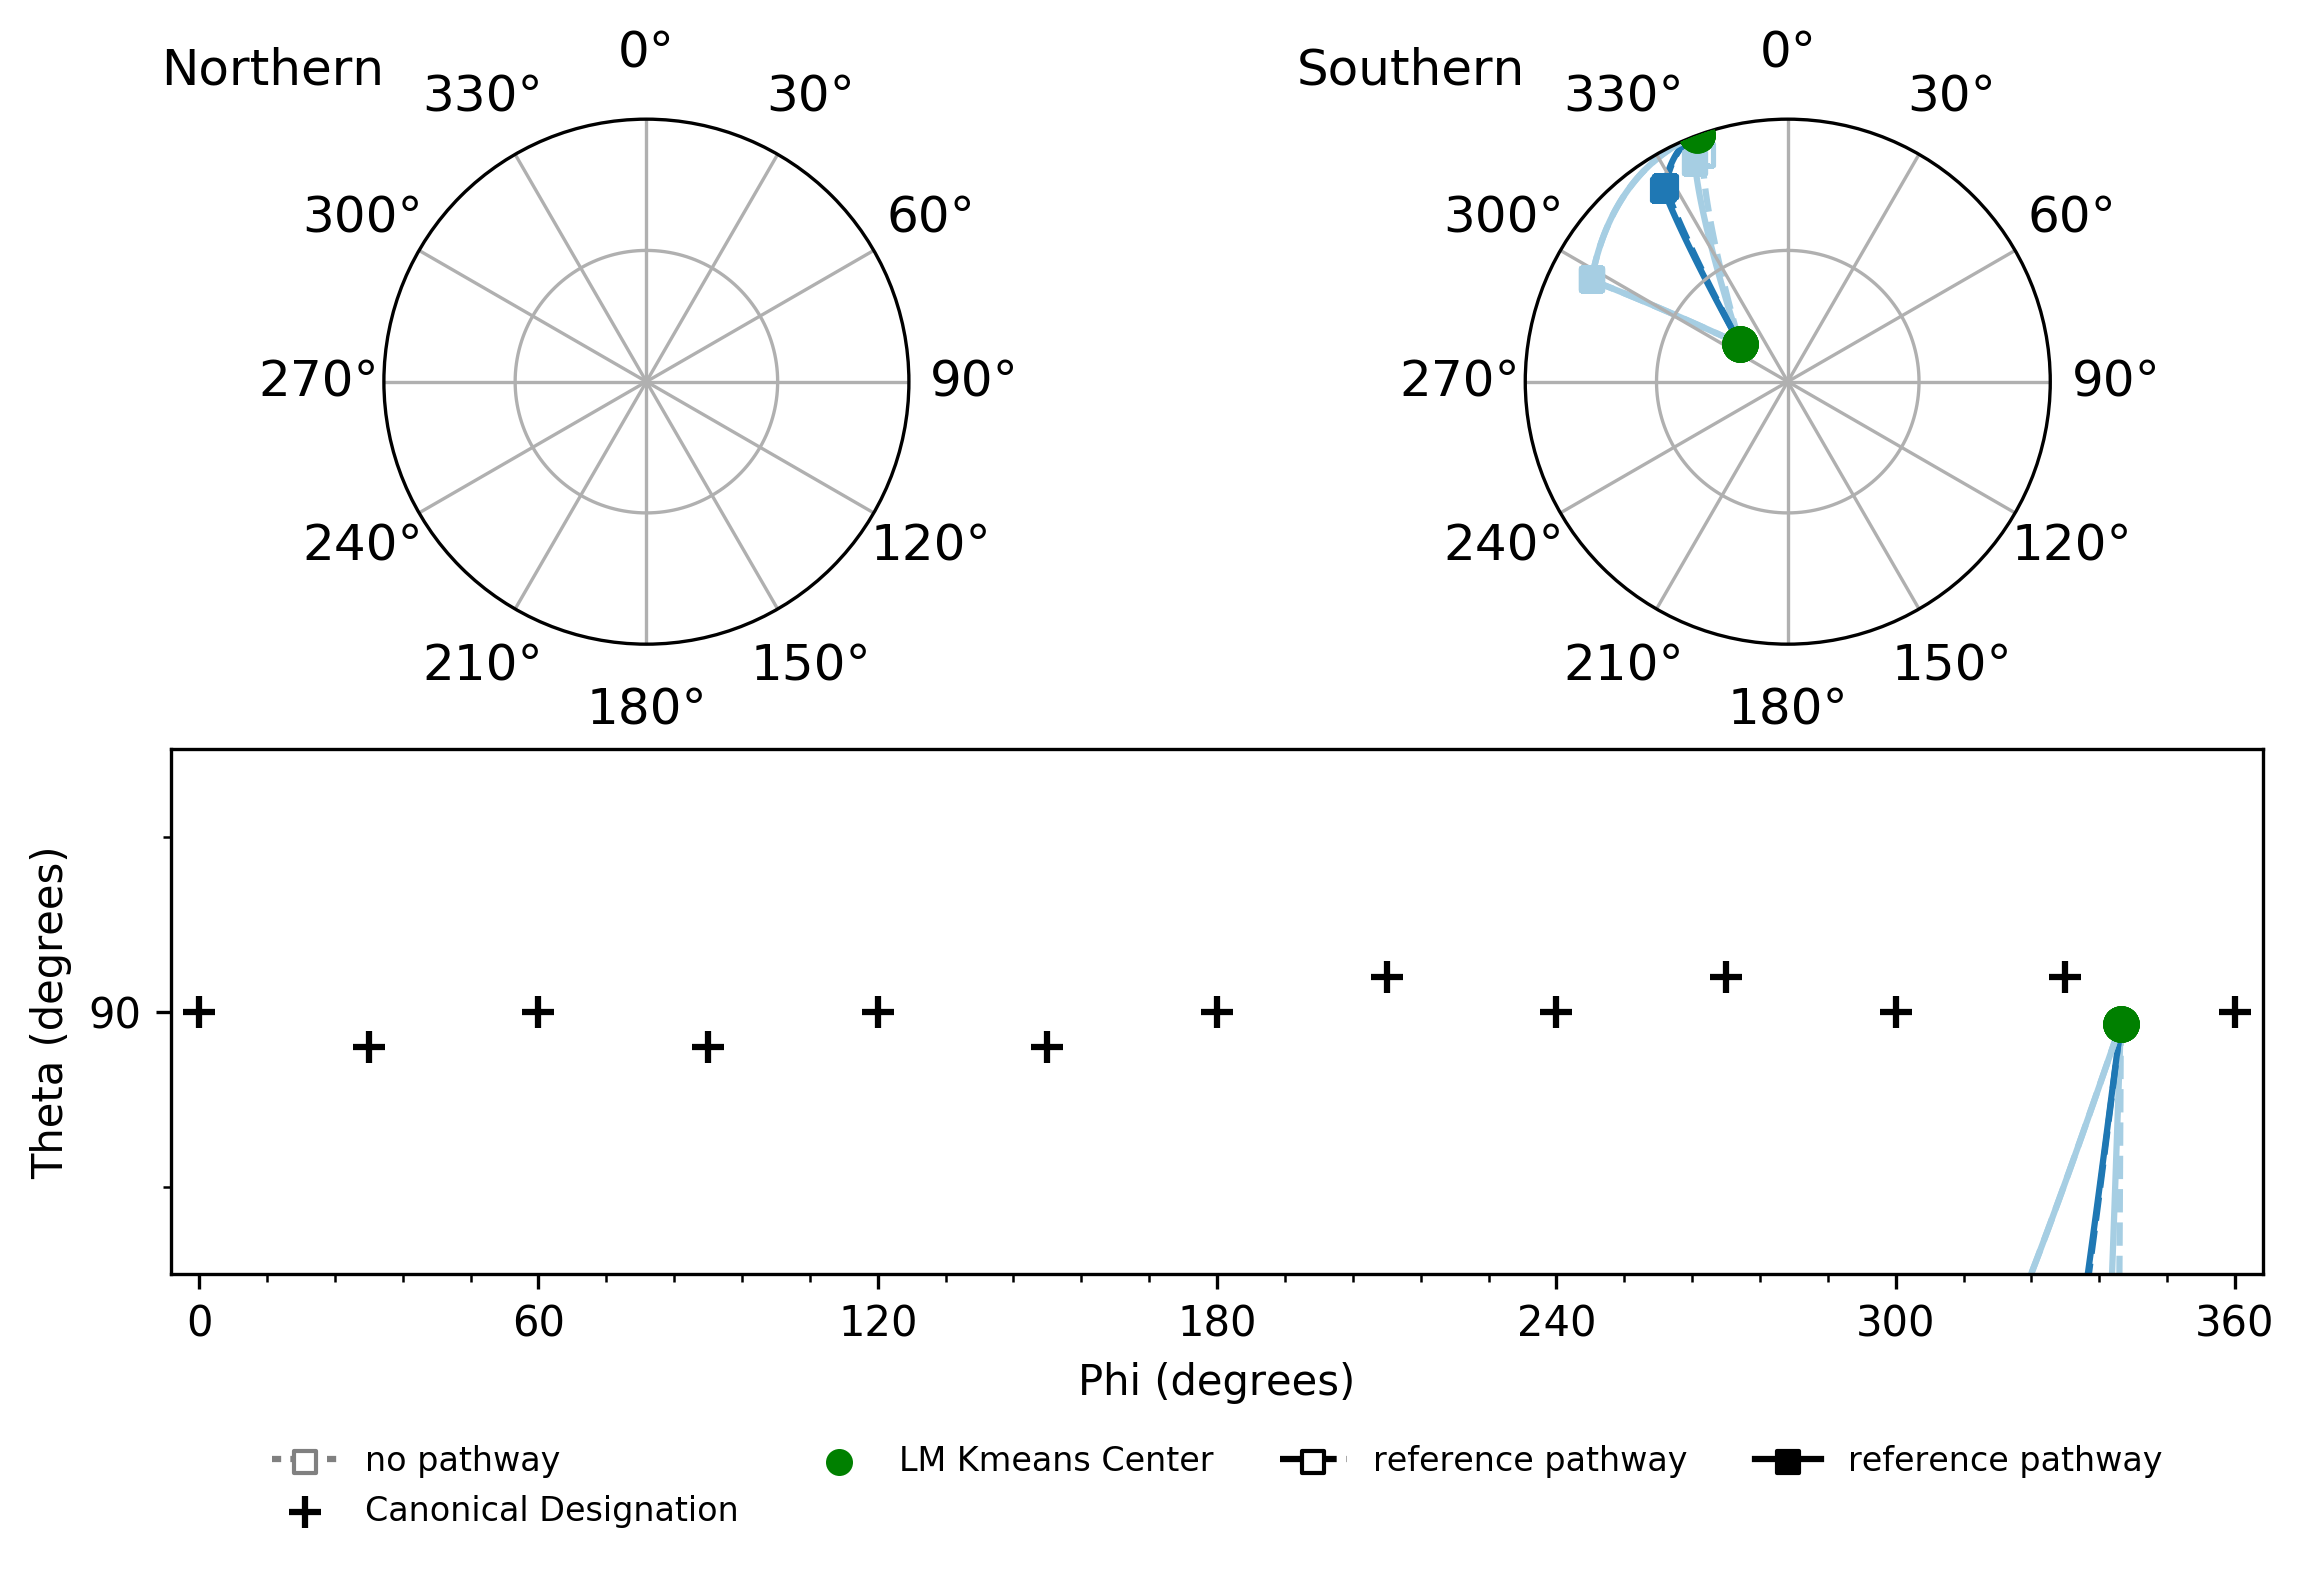 Northern
0°
330°
30°
300°
60°
270°
90°
240°
120°
210°
150°
180°
Southern
0°
330°
30°
300°
60°
270°
90°
240°
120°
210°
150°
180°
Theta (degrees)
90
0 60 120 180 240 300 360
Phi (degrees)
no pathway
Canonical Designation
LM Kmeans Center
reference pathway
reference pathway